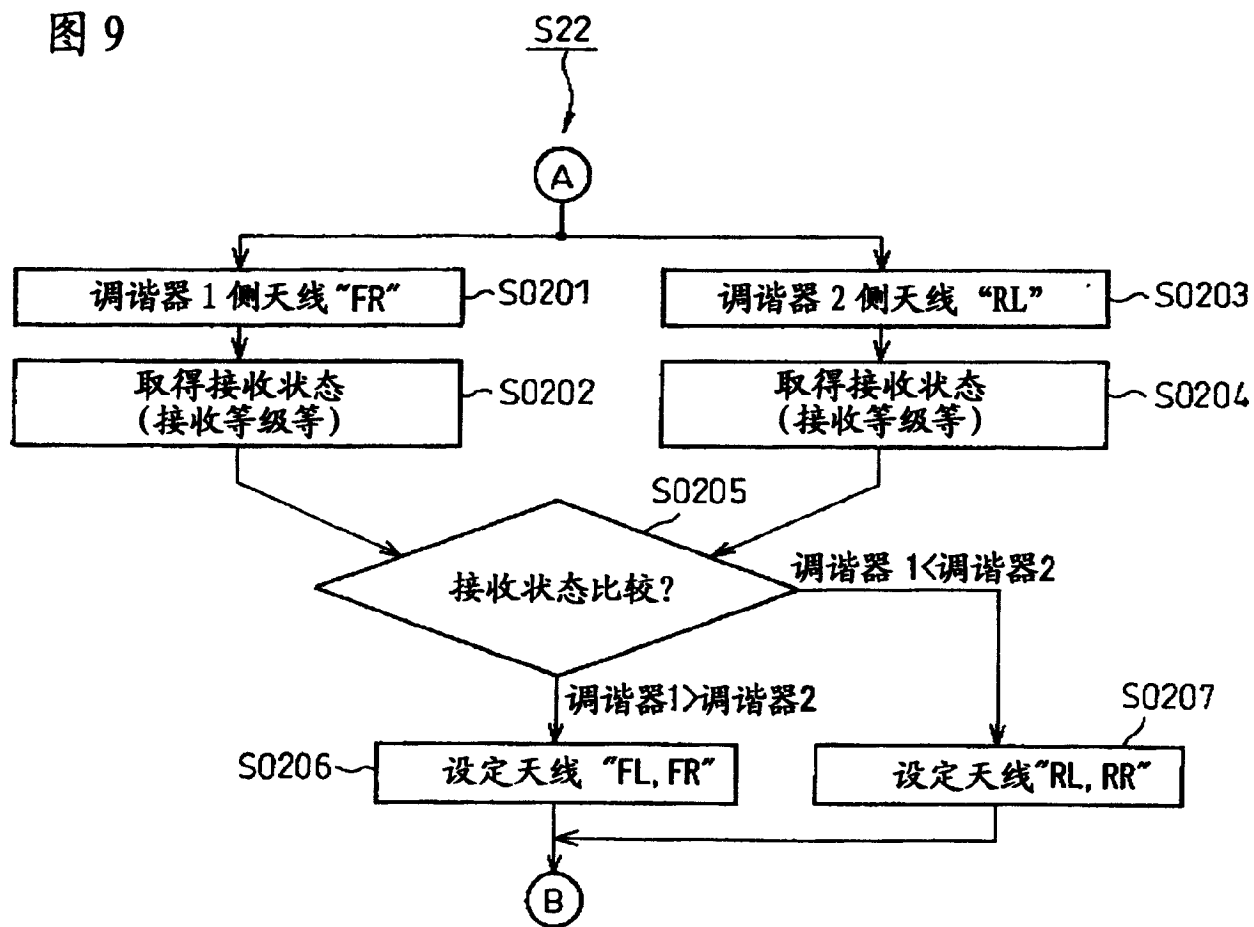 图 9
S22
A
调谐器 1 侧天线 "FR"
S0201
调谐器 2 侧天线 “RL”
S0203
取得接收状态
(接收等级等)
S0202
取得接收状态
(接收等级等)
S0204
S0205
接收状态比较?
调谐器 1<调谐器2
调谐器1>调谐器2
S0207
S0206
设定天线 "FL, FR"
设定天线"RL, RR"
B